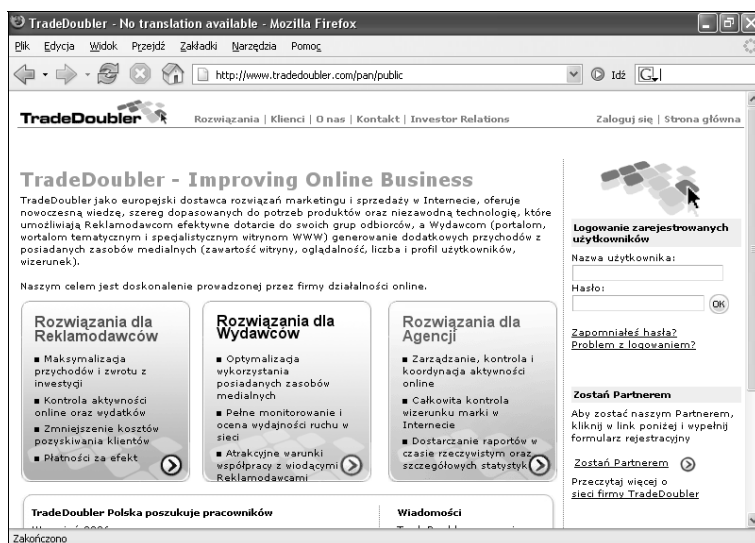 TradeDoubler - No translation available - Mozilla Firefox
Plik Edycja Widok Przejdź Zakładki Narzędzia Pomoc
http://www.tradedoubler.com/pan/public
Idź
G
TradeDoubler
Rozwiązania | Klienci | O nas | Kontakt | Investor Relations
Zaloguj się | Strona główna
TradeDoubler - Improving Online Business
TradeDoubler jako europejski dostawca rozwiązań marketingu i sprzedaży w Internecie, oferuje
nowoczesną wiedzę, szereg dopasowanych do potrzeb produktów oraz niezawodną technologię, które
umożliwiają Reklamodawcom efektywne dotarcie do swoich grup odbiorców, a Wydawcom (portalom,
wortalom tematycznym i specjalistycznym witrynom WWW) generowanie dodatkowych przychodów z
posiadanych zasobów medialnych (zawartość witryny, oglądalność, liczba i profil użytkowników,
wizerunek).
Naszym celem jest doskonalenie prowadzonej przez firmy działalności online.
Rozwiązania dla
Reklamodawców
▪ Maksymalizacja
przychodów i zwrotu z
inwestycji
▪ Kontrola aktywności
online oraz wydatków
▪ Zmniejszenie kosztów
pozyskiwania klientów
▪ Płatności za efekt
Rozwiązania dla
Wydawców
▪ Optymalizacja
wykorzystania
posiadanych zasobów
medialnych
▪ Pełne monitorowanie i
ocena wydajności ruchu w
sieci
▪ Atrakcyjne warunki
współpracy z wiodącymi
Reklamodawcami
Rozwiązania dla
Agencji
▪ Zarządzanie, kontrola i
koordynacja aktywności
online
▪ Całkowita kontrola
wizerunku marki w
Internecie
▪ Dostarczanie raportów w
czasie rzeczywistym oraz
szczegółowych statystyk
Logowanie zarejestrowanych
użytkowników
Nazwa użytkownika:
Hasło:
OK
Zapomniałeś hasła?
Problem z logowaniem?
Zostań Partnerem
Aby zostać naszym Partnerem,
kliknij w link poniżej i wypełnij
formularz rejestracyjny
Zostań Partnerem
Przeczytaj więcej o
sieci firmy TradeDoubler
TradeDoubler Polska poszukuje pracowników
Wiadomości
Zakończono